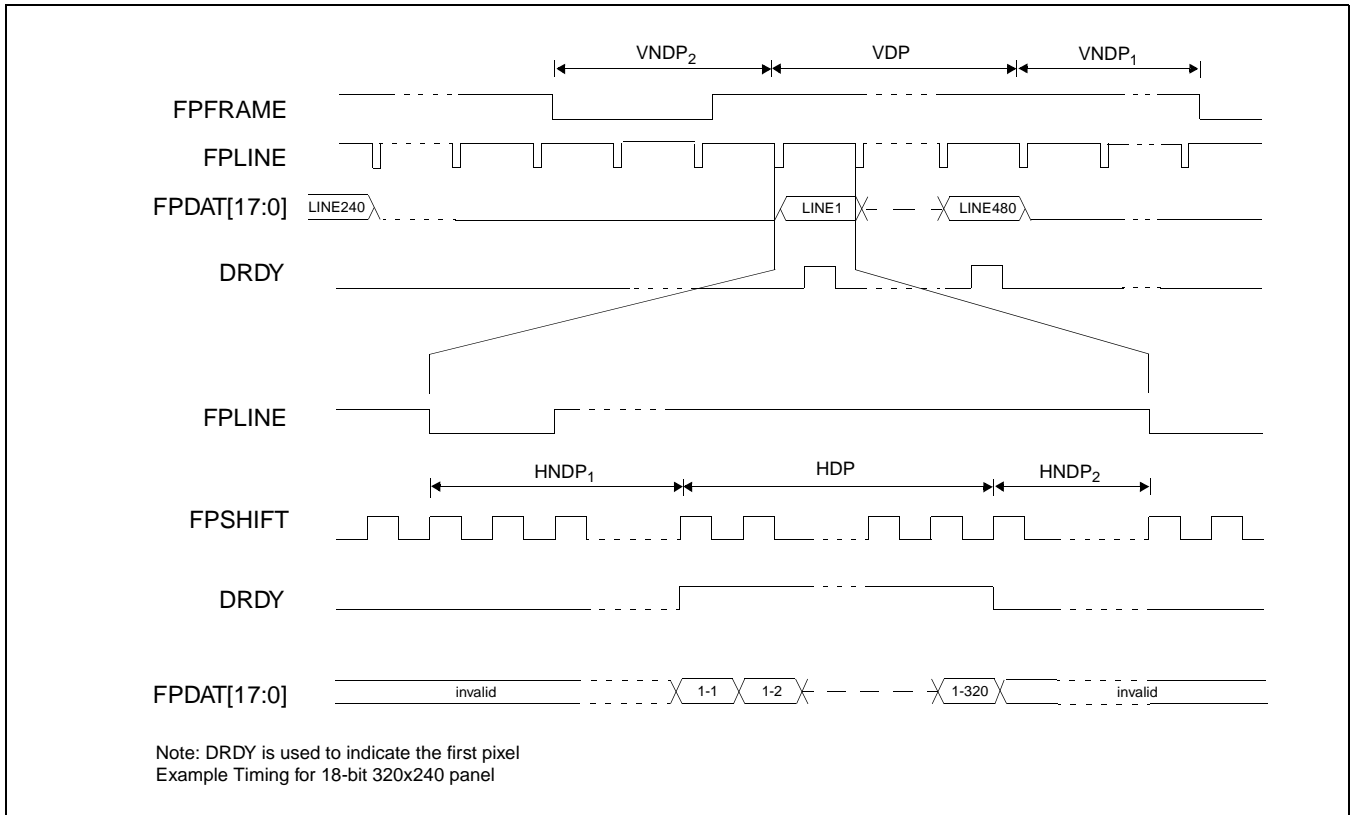 VNDP2 VDP VNDP1
FPFRAME
FPLINE
FPDAT[17:0] LINE240 LINE1 LINE480
DRDY
FPLINE
HNDP1 HDP HNDP2
FPSHIFT
DRDY
FPDAT[17:0] invalid 1-1 1-2 1-320 invalid
Note: DRDY is used to indicate the first pixel
Example Timing for 18-bit 320x240 panel